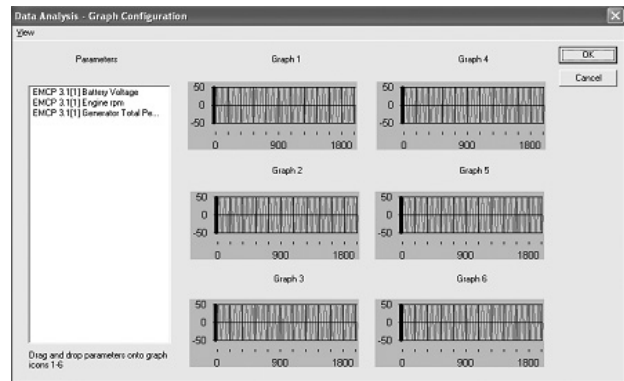 Data Analysis - Graph Configuration
View
Parameters
EMCP 3.1[1] Battery Voltage
EMCP 3.1[1] Engine rpm
EMCP 3.1[1] Generator Total Pe...
Drag and drop parameters onto graph
icons 1-6
Graph 1
50
0
-50
0 900 1800
Graph 2
50
0
-50
0 900 1800
Graph 3
50
0
-50
0 900 1800
Graph 4
50
0
-50
0 900 1800
Graph 5
50
0
-50
0 900 1800
Graph 6
50
0
-50
0 900 1800
OK
Cancel